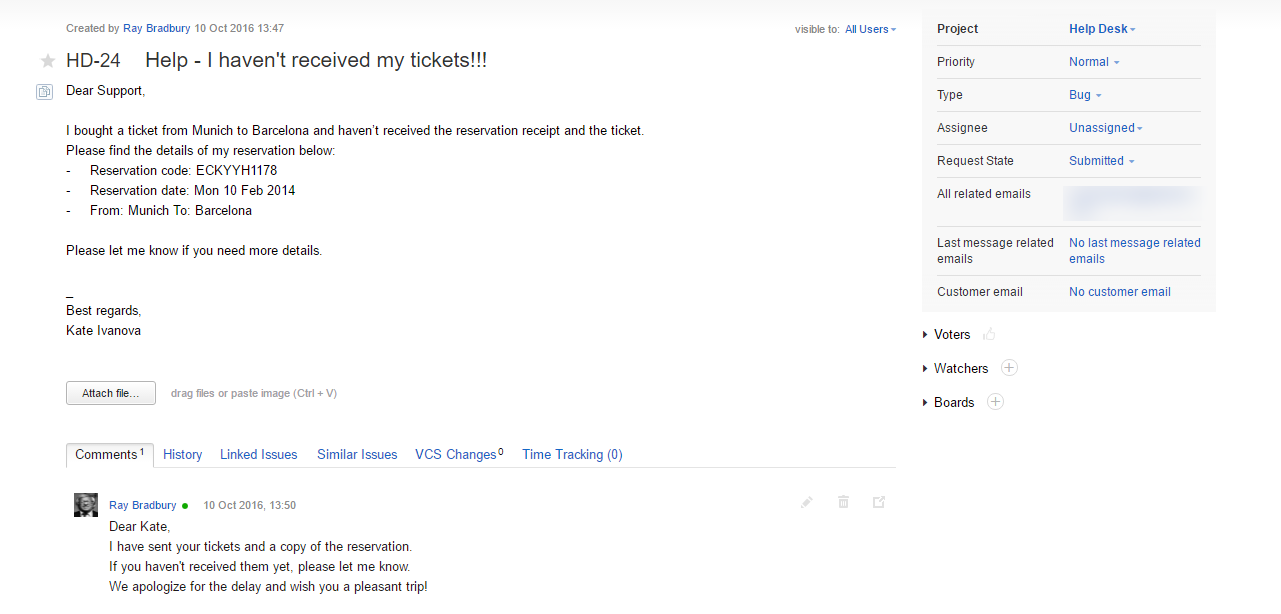 Created by Ray Bradbury 10 Oct 2016 13:47
visible to: All Users
HD-24 Help - I haven't received my tickets!!!
Dear Support,
I bought a ticket from Munich to Barcelona and haven’t received the reservation receipt and the ticket.
Please find the details of my reservation below:
- Reservation code: ECKYYH1178
- Reservation date: Mon 10 Feb 2014
- From: Munich To: Barcelona
Please let me know if you need more details.
_
Best regards,
Kate Ivanova
Attach file... drag files or paste image (Ctrl + V)
Comments 1 History Linked Issues Similar Issues VCS Changes 0 Time Tracking (0)
Ray Bradbury 10 Oct 2016, 13:50
Dear Kate,
I have sent your tickets and a copy of the reservation.
If you haven't received them yet, please let me know.
We apologize for the delay and wish you a pleasant trip!
Project Help Desk
Priority Normal
Type Bug
Assignee Unassigned
Request State Submitted
All related emails
Last message related No last message related
emails emails
Customer email No customer email
Voters
Watchers
Boards